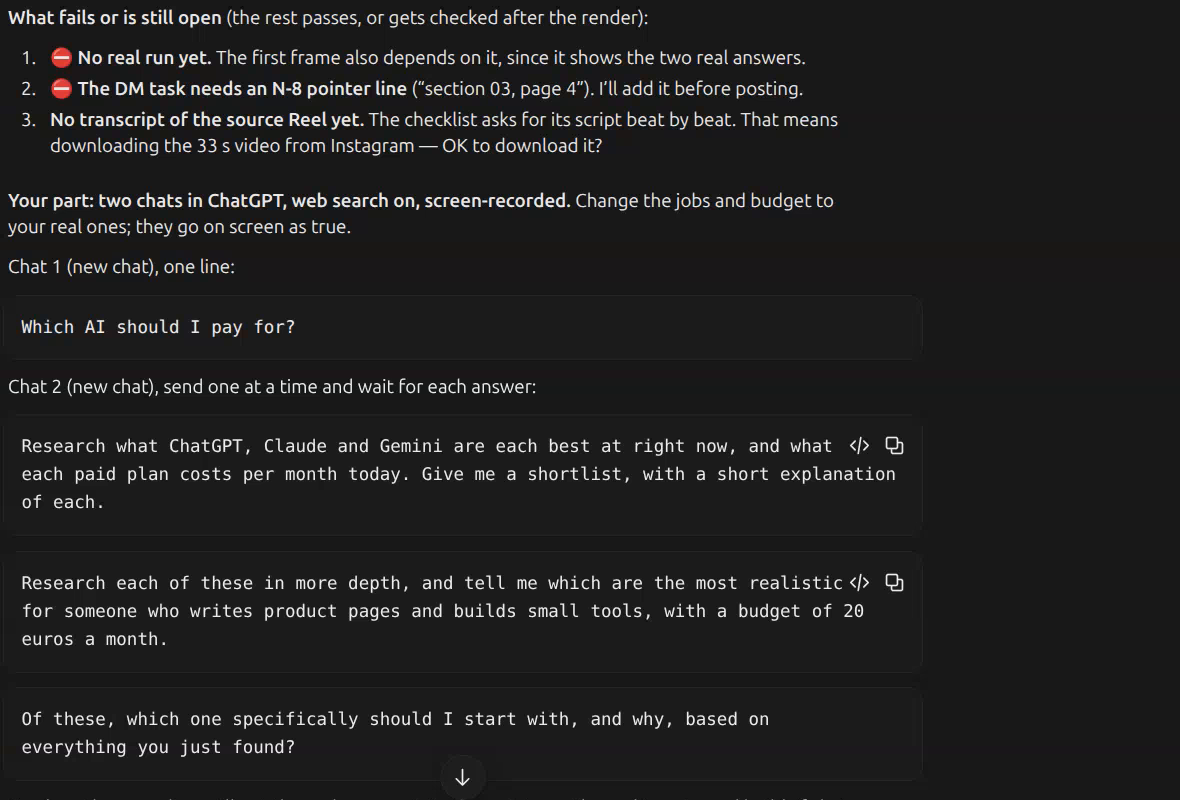 What fails or is still open (the rest passes, or gets checked after the render):
1. ⛔ No real run yet. The first frame also depends on it, since it shows the two real answers.
2. ⛔ The DM task needs an N-8 pointer line (“section 03, page 4”). I’ll add it before posting.
3. No transcript of the source Reel yet. The checklist asks for its script beat by beat. That means
downloading the 33 s video from Instagram — OK to download it?
Your part: two chats in ChatGPT, web search on, screen-recorded. Change the jobs and budget to
your real ones; they go on screen as true.
Chat 1 (new chat), one line:
Which AI should I pay for?
Chat 2 (new chat), send one at a time and wait for each answer:
Research what ChatGPT, Claude and Gemini are each best at right now, and what
each paid plan costs per month today. Give me a shortlist, with a short explanation
of each.
Research each of these in more depth, and tell me which are the most realistic
for someone who writes product pages and builds small tools, with a budget of 20
euros a month.
Of these, which one specifically should I start with, and why, based on
everything you just found?